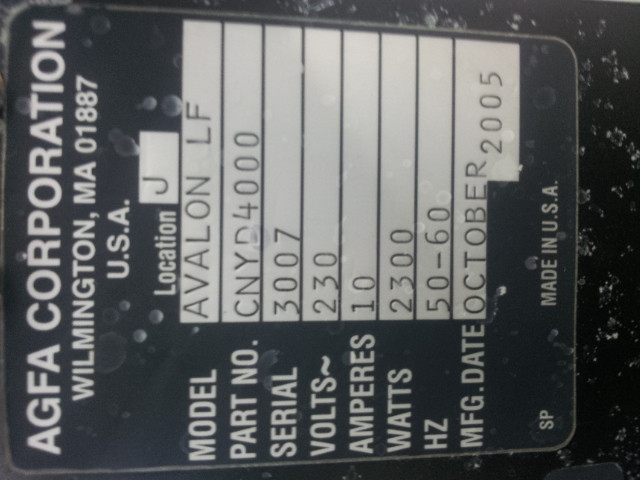 AGFA CORPORATION
WILMINGTON, MA 01887
U.S.A.
Location J
MODEL AVALON LF
PART NO. CNYD4000
SERIAL 3007
VOLTS~ 230
AMPERES 10
WATTS 2300
HZ 50-60
MFG. DATE OCTOBER 2005
SP MADE IN U.S.A.